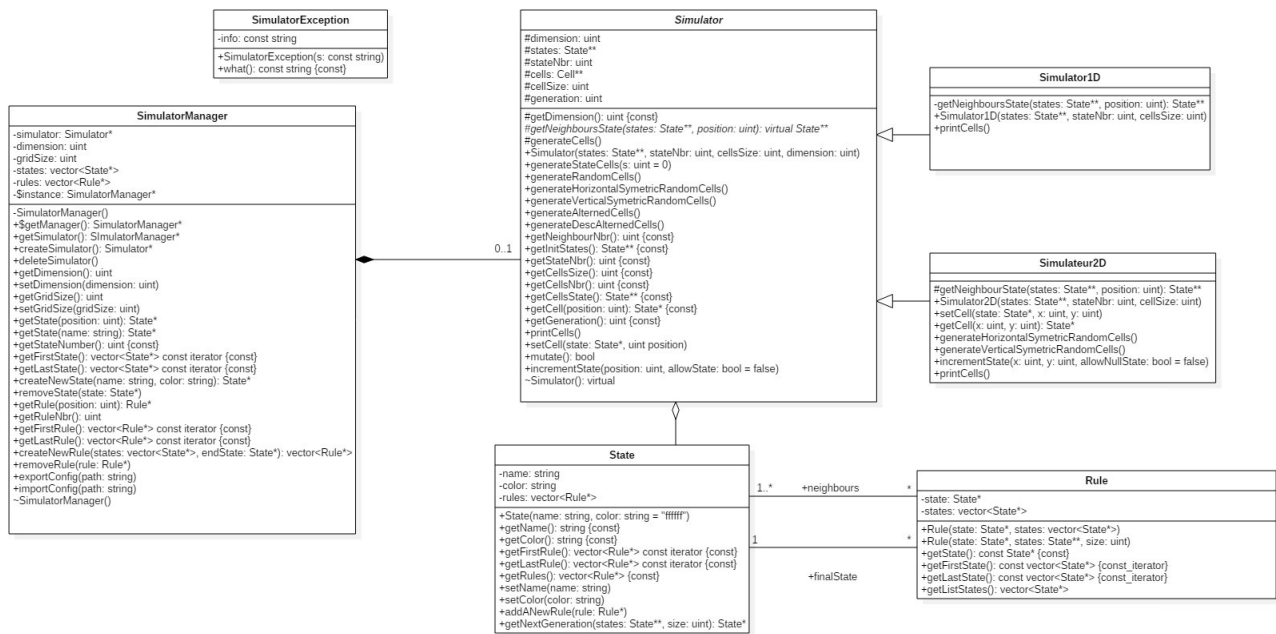 SimulatorException
-info: const string
+SimulatorException(s: const string)
+what(): const string {const}
SimulatorManager
-simulator: Simulator*
-dimension: uint
-gridSize: uint
-states: vector<State*>
-rules: vector<Rule*>
-$instance: SimulatorManager*
-SimulatorManager()
+$getManager(): SimulatorManager*
+getSimulator(): SImulatorManager*
+createSimulator(): Simulator*
+deleteSimulator()
+getDimension(): uint
+setDimension(dimension: uint)
+getGridSize(): uint
+setGridSize(gridSize: uint)
+getState(position: uint): State*
+getState(name: string): State*
+getStateNumber(): uint {const}
+getFirstState(): vector<State*> const iterator {const}
+getLastState(): vector<State*> const iterator {const}
+createNewState(name: string, color: string): State*
+removeState(state: State*)
+getRule(position: uint): Rule*
+getRuleNbr(): uint
+getFirstRule(): vector<Rule*> const iterator {const}
+getLastRule(): vector<Rule*> const iterator {const}
+createNewRule(states: vector<State*>, endState: State*): vector<Rule*>
+removeRule(rule: Rule*)
+exportConfig(path: string)
+importConfig(path: string)
~SimulatorManager()
0..1
Simulator
#dimension: uint
#states: State**
#stateNbr: uint
#cells: Cell**
#cellSize: uint
#generation: uint
#getDimension(): uint {const}
#getNeighboursState(states: State**, position: uint): virtual State**
#generateCells()
+Simulator(states: State**, stateNbr: uint, cellsSize: uint, dimension: uint)
+generateStateCells(s: uint = 0)
+generateRandomCells()
+generateHorizontalSymetricRandomCells()
+generateVerticalSymetricRandomCells()
+generateAlternedCells()
+generateDescAlternedCells()
+getNeighbourNbr(): uint {const}
+getInitStates(): State** {const}
+getStateNbr(): uint {const}
+getCellsSize(): uint {const}
+getCellsNbr(): uint {const}
+getCellsState(): State** {const}
+getCell(position: uint): State* {const}
+getGeneration(): uint {const}
+printCells()
+setCell(state: State*, uint position)
+mutate(): bool
+incrementState(position: uint, allowState: bool = false)
~Simulator(): virtual
Simulator1D
-getNeighboursState(states: State**, position: uint): State**
+Simulator1D(states: State**, stateNbr: uint, cellsSize: uint)
+printCells()
Simulateur2D
#getNeighbourState(states: State**, position: uint): State**
+Simulator2D(states: State**, stateNbr: uint, cellSize: uint)
+setCell(state: State*, x: uint, y: uint)
+getCell(x: uint, y: uint): State*
+generateHorizontalSymetricRandomCells()
+generateVerticalSymetricRandomCells()
+incrementState(x: uint, y: uint, allowNullState: bool = false)
+printCells()
State
-name: string
-color: string
-rules: vector<Rule*>
+State(name: string, color: string = "ffffff")
+getName(): string {const}
+getColor(): string {const}
+getFirstRule(): vector<Rule*> const iterator {const}
+getLastRule(): vector<Rule*> const iterator {const}
+getRules(): vector<Rule*> {const}
+setName(name: string)
+setColor(color: string)
+addANewRule(rule: Rule*)
+getNextGeneration(states: State**, size: uint): State*
1..* +neighbours *
1 *
+finalState
Rule
-state: State*
-states: vector<State*>
+Rule(state: State*, states: vector<State*>)
+Rule(state: State*, states: State**, size: uint)
+getState(): const State* {const}
+getFirstState(): const vector<State*> {const_iterator}
+getLastState(): const vector<State*> {const_iterator}
+getListStates(): vector<State*>